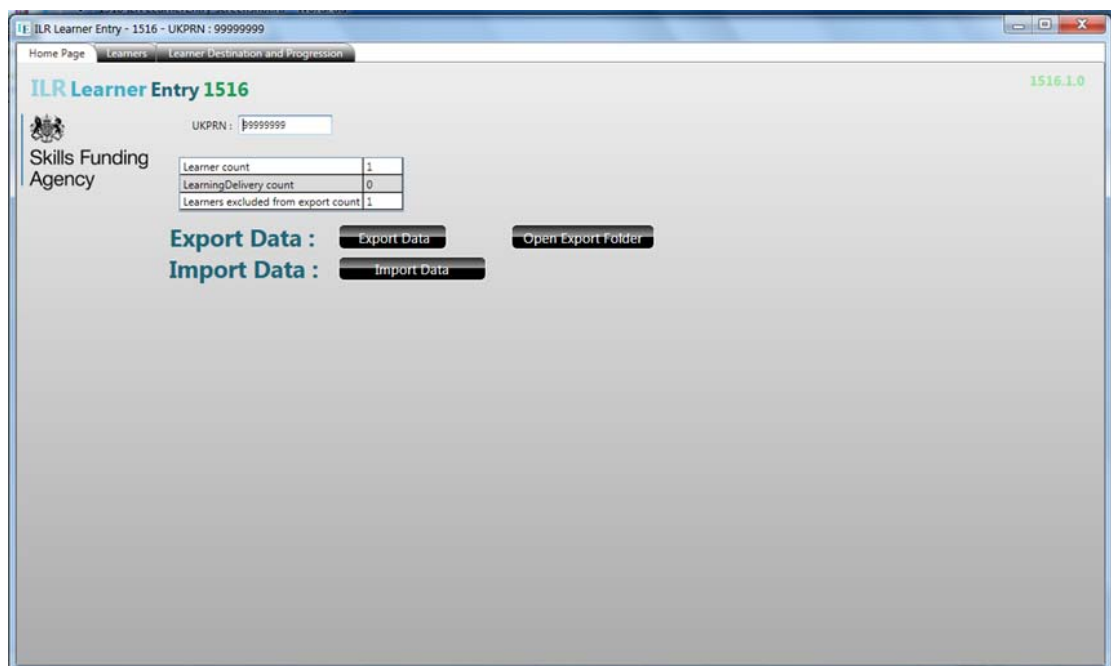 ILR Learner Entry - 1516 - UKPRN : 99999999
Home Page Learners Learner Destination and Progression
ILR Learner Entry 1516
1516.1.0
UKPRN : 99999999
Skills Funding
Agency
Learner count 1
LearningDelivery count 0
Learners excluded from export count 1
Export Data : Export Data Open Export Folder
Import Data : Import Data